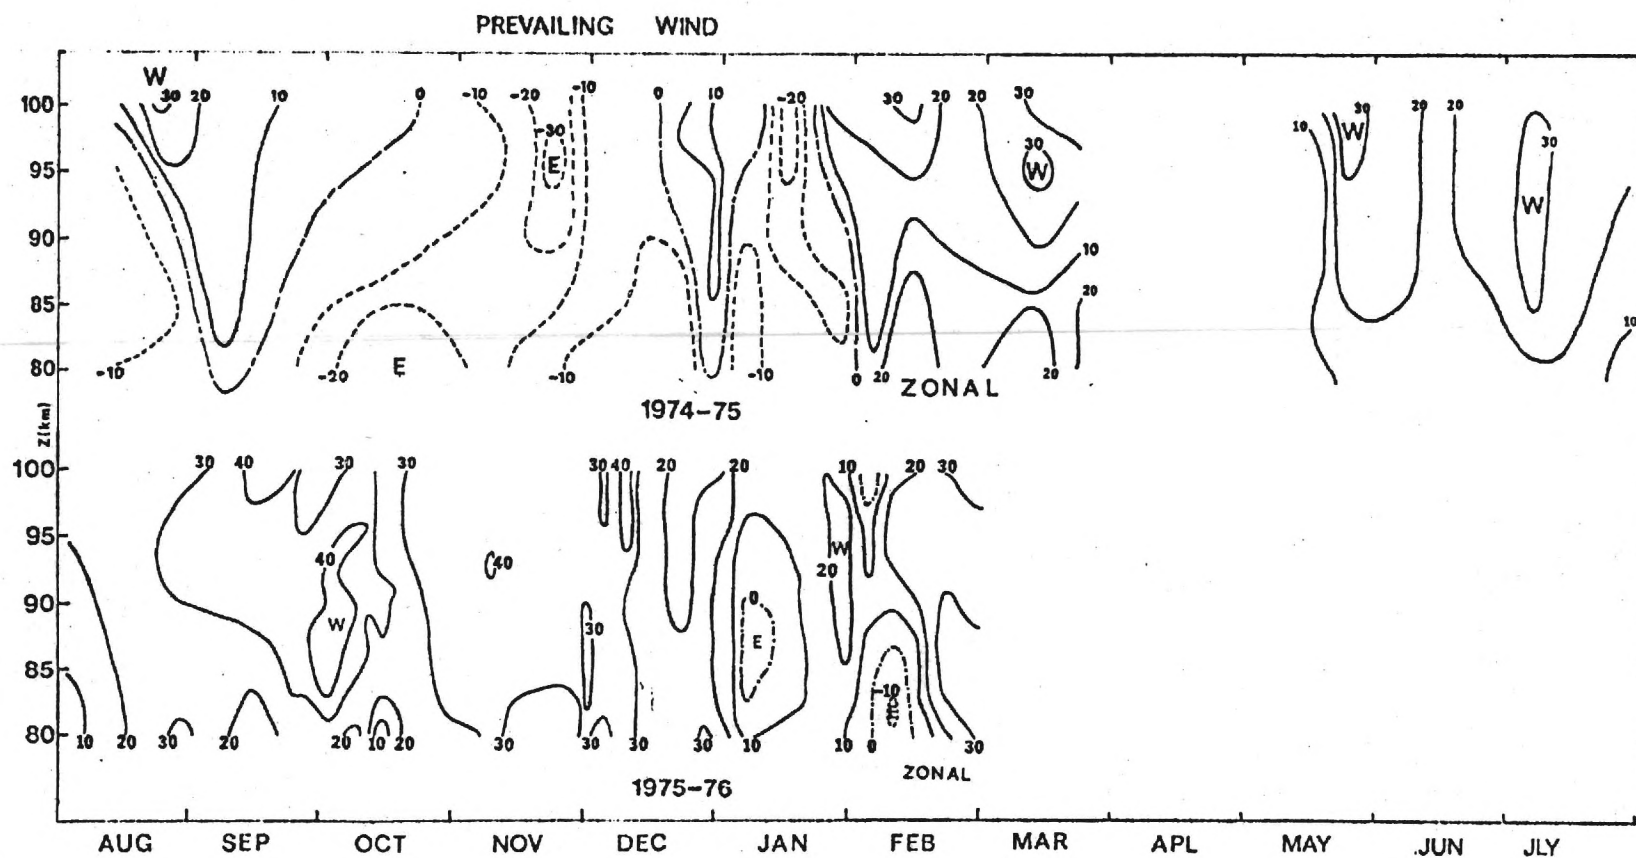 PREVAILING WIND
W
30 20 10 0 -10 -20 -10 0 10 -20 30 20 20 30 30 20 20
100
-30 W 10
E 30 W 30
95
W
90
10
85
20
10
80
-10 -20 E -10 -10 0 20 ZONAL 20
1974-75
Z(km)
100
30 40 30 30 30 40 20 20 10 20 30
95
40 40 W 20
90
W 30 0 E
85
-10
80
10 20 30 20 20 10 20 30 30 30 30 10 10 0 30
ZONAL
1975-76
AUG SEP OCT NOV DEC JAN FEB MAR APL MAY JUN JLY